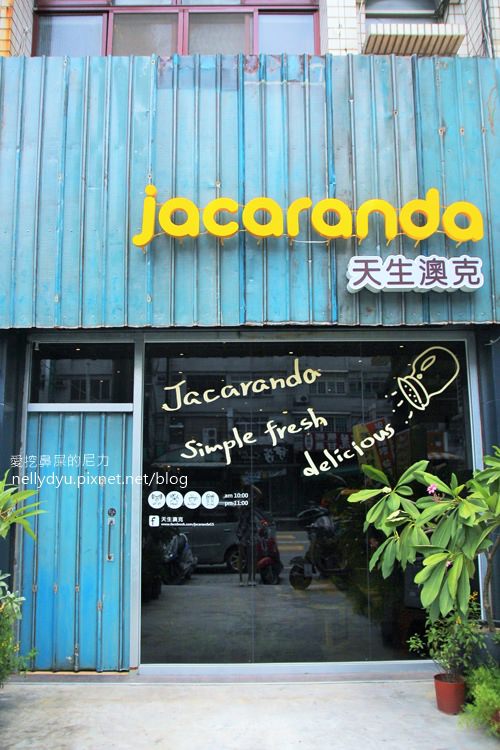 jacaranda
天生澳克
Jacaranda
simple fresh
delicious
愛挖鼻屎的尼力
nellydyu.pixnet.net/blog
am 10:00
pm 11:00
天生澳克